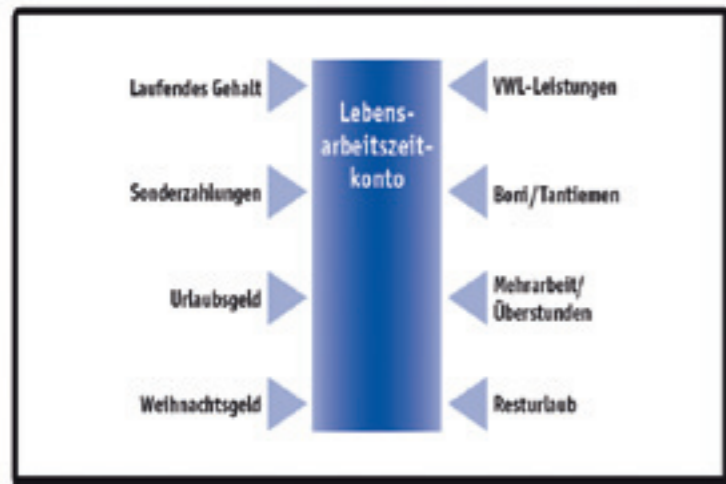 Laufendes Gehalt
Sonderzahlungen
Urlaubsgeld
Weihnachtsgeld
Lebens-
arbeitszeit-
konto
VWL-Leistungen
Boni/Tantiemen
Mehrarbeit/
Überstunden
Resturlaub